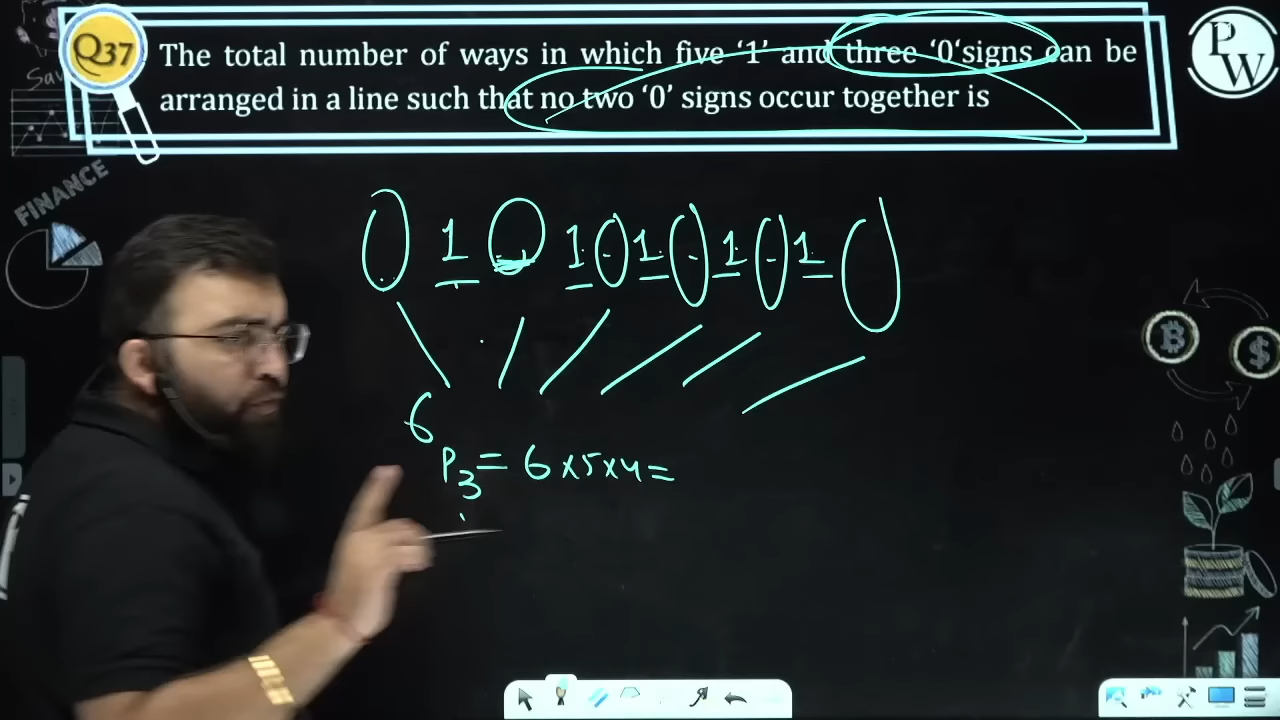 Q37
The total number of ways in which five ‘1’ and three ‘0‘signs can be
arranged in a line such that no two ‘0’ signs occur together is
PW
FINANCE
1 1 1 1 1
6
P3 = 6 x 5 x 4 =